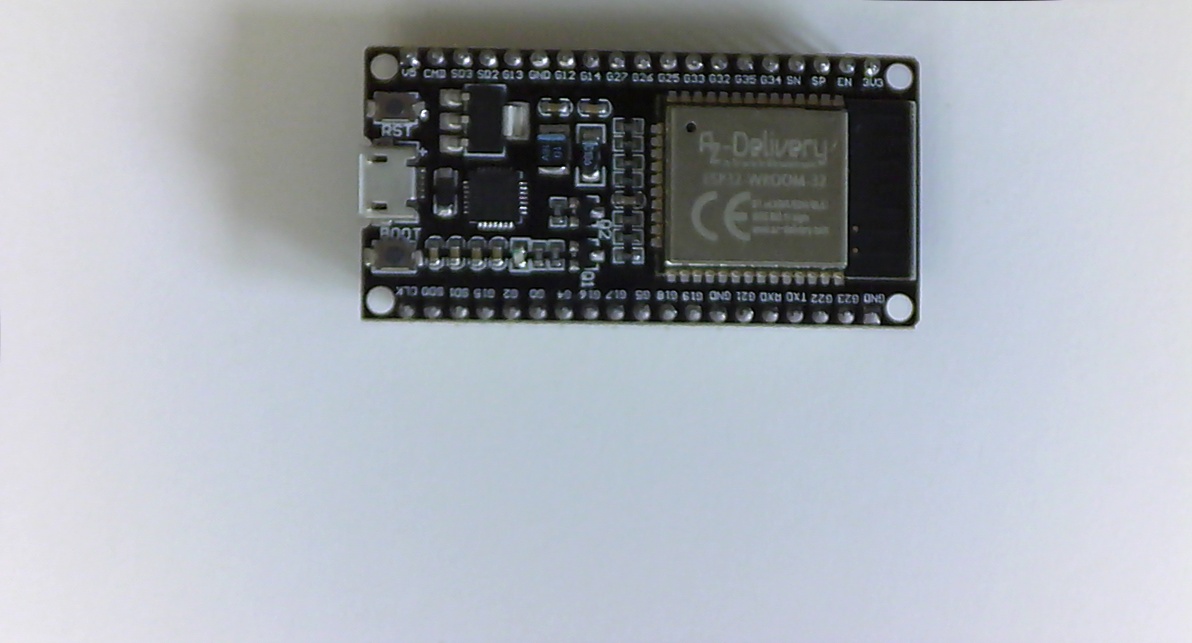 V5 CMD SD3 SD2 G13 GND G12 G14 G27 G26 G25 G33 G32 G35 G34 SN SP EN 3V3
RST
AZ-Delivery
ESP32-WROOM-32
CE
BOOT
Q2
Q1
CLK SD0 SD1 G15 G2 G0 G4 G16 G17 G5 G18 G19 GND G21 RXD TXD G22 G23 GND